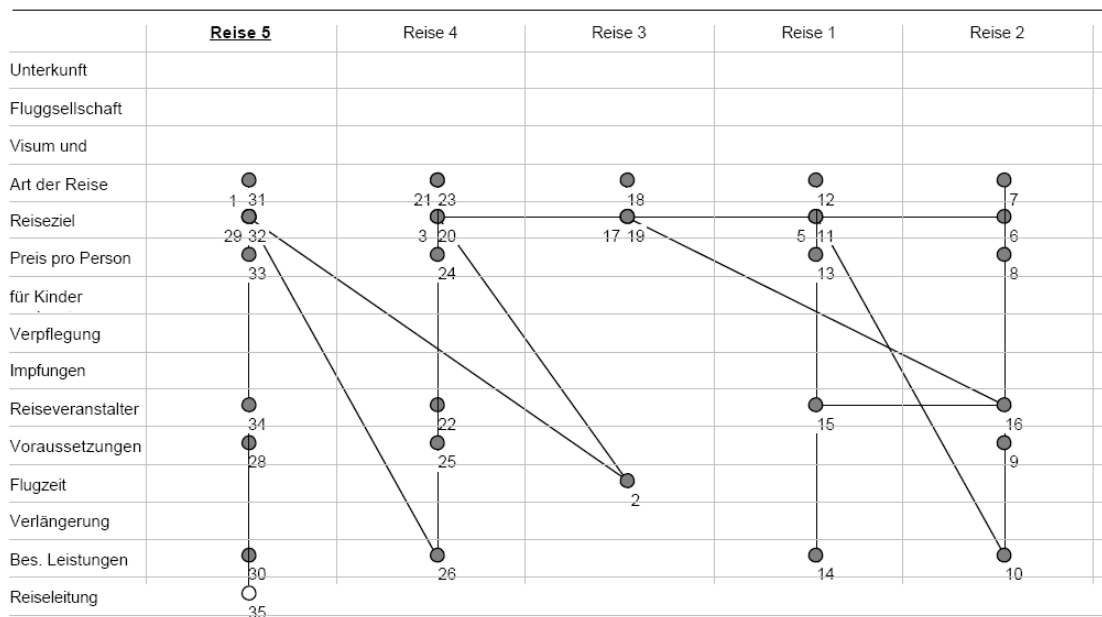 Reise 5 Reise 4 Reise 3 Reise 1 Reise 2
Unterkunft
Fluggsellschaft
Visum und
Art der Reise
1 31 21 23 18 12 7
Reiseziel
29 32 3 20 17 19 5 11 6
Preis pro Person
33 24 13 8
für Kinder
Verpflegung
Impfungen
Reiseveranstalter
34 22 15 16
Voraussetzungen
28 25 9
Flugzeit
2
Verlängerung
Bes. Leistungen
30 26 14 10
Reiseleitung
35